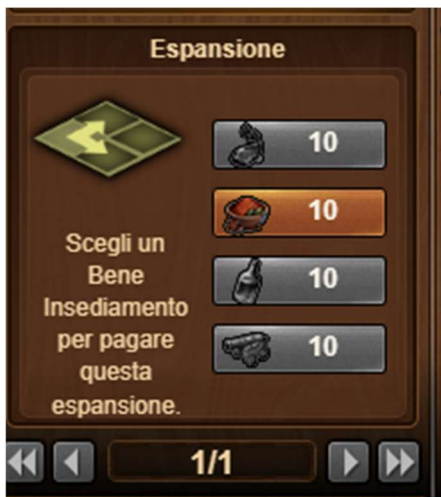 Espansione
10
10
Scegli un
Bene
Insediamento
per pagare
questa
espansione.
10
10
1/1